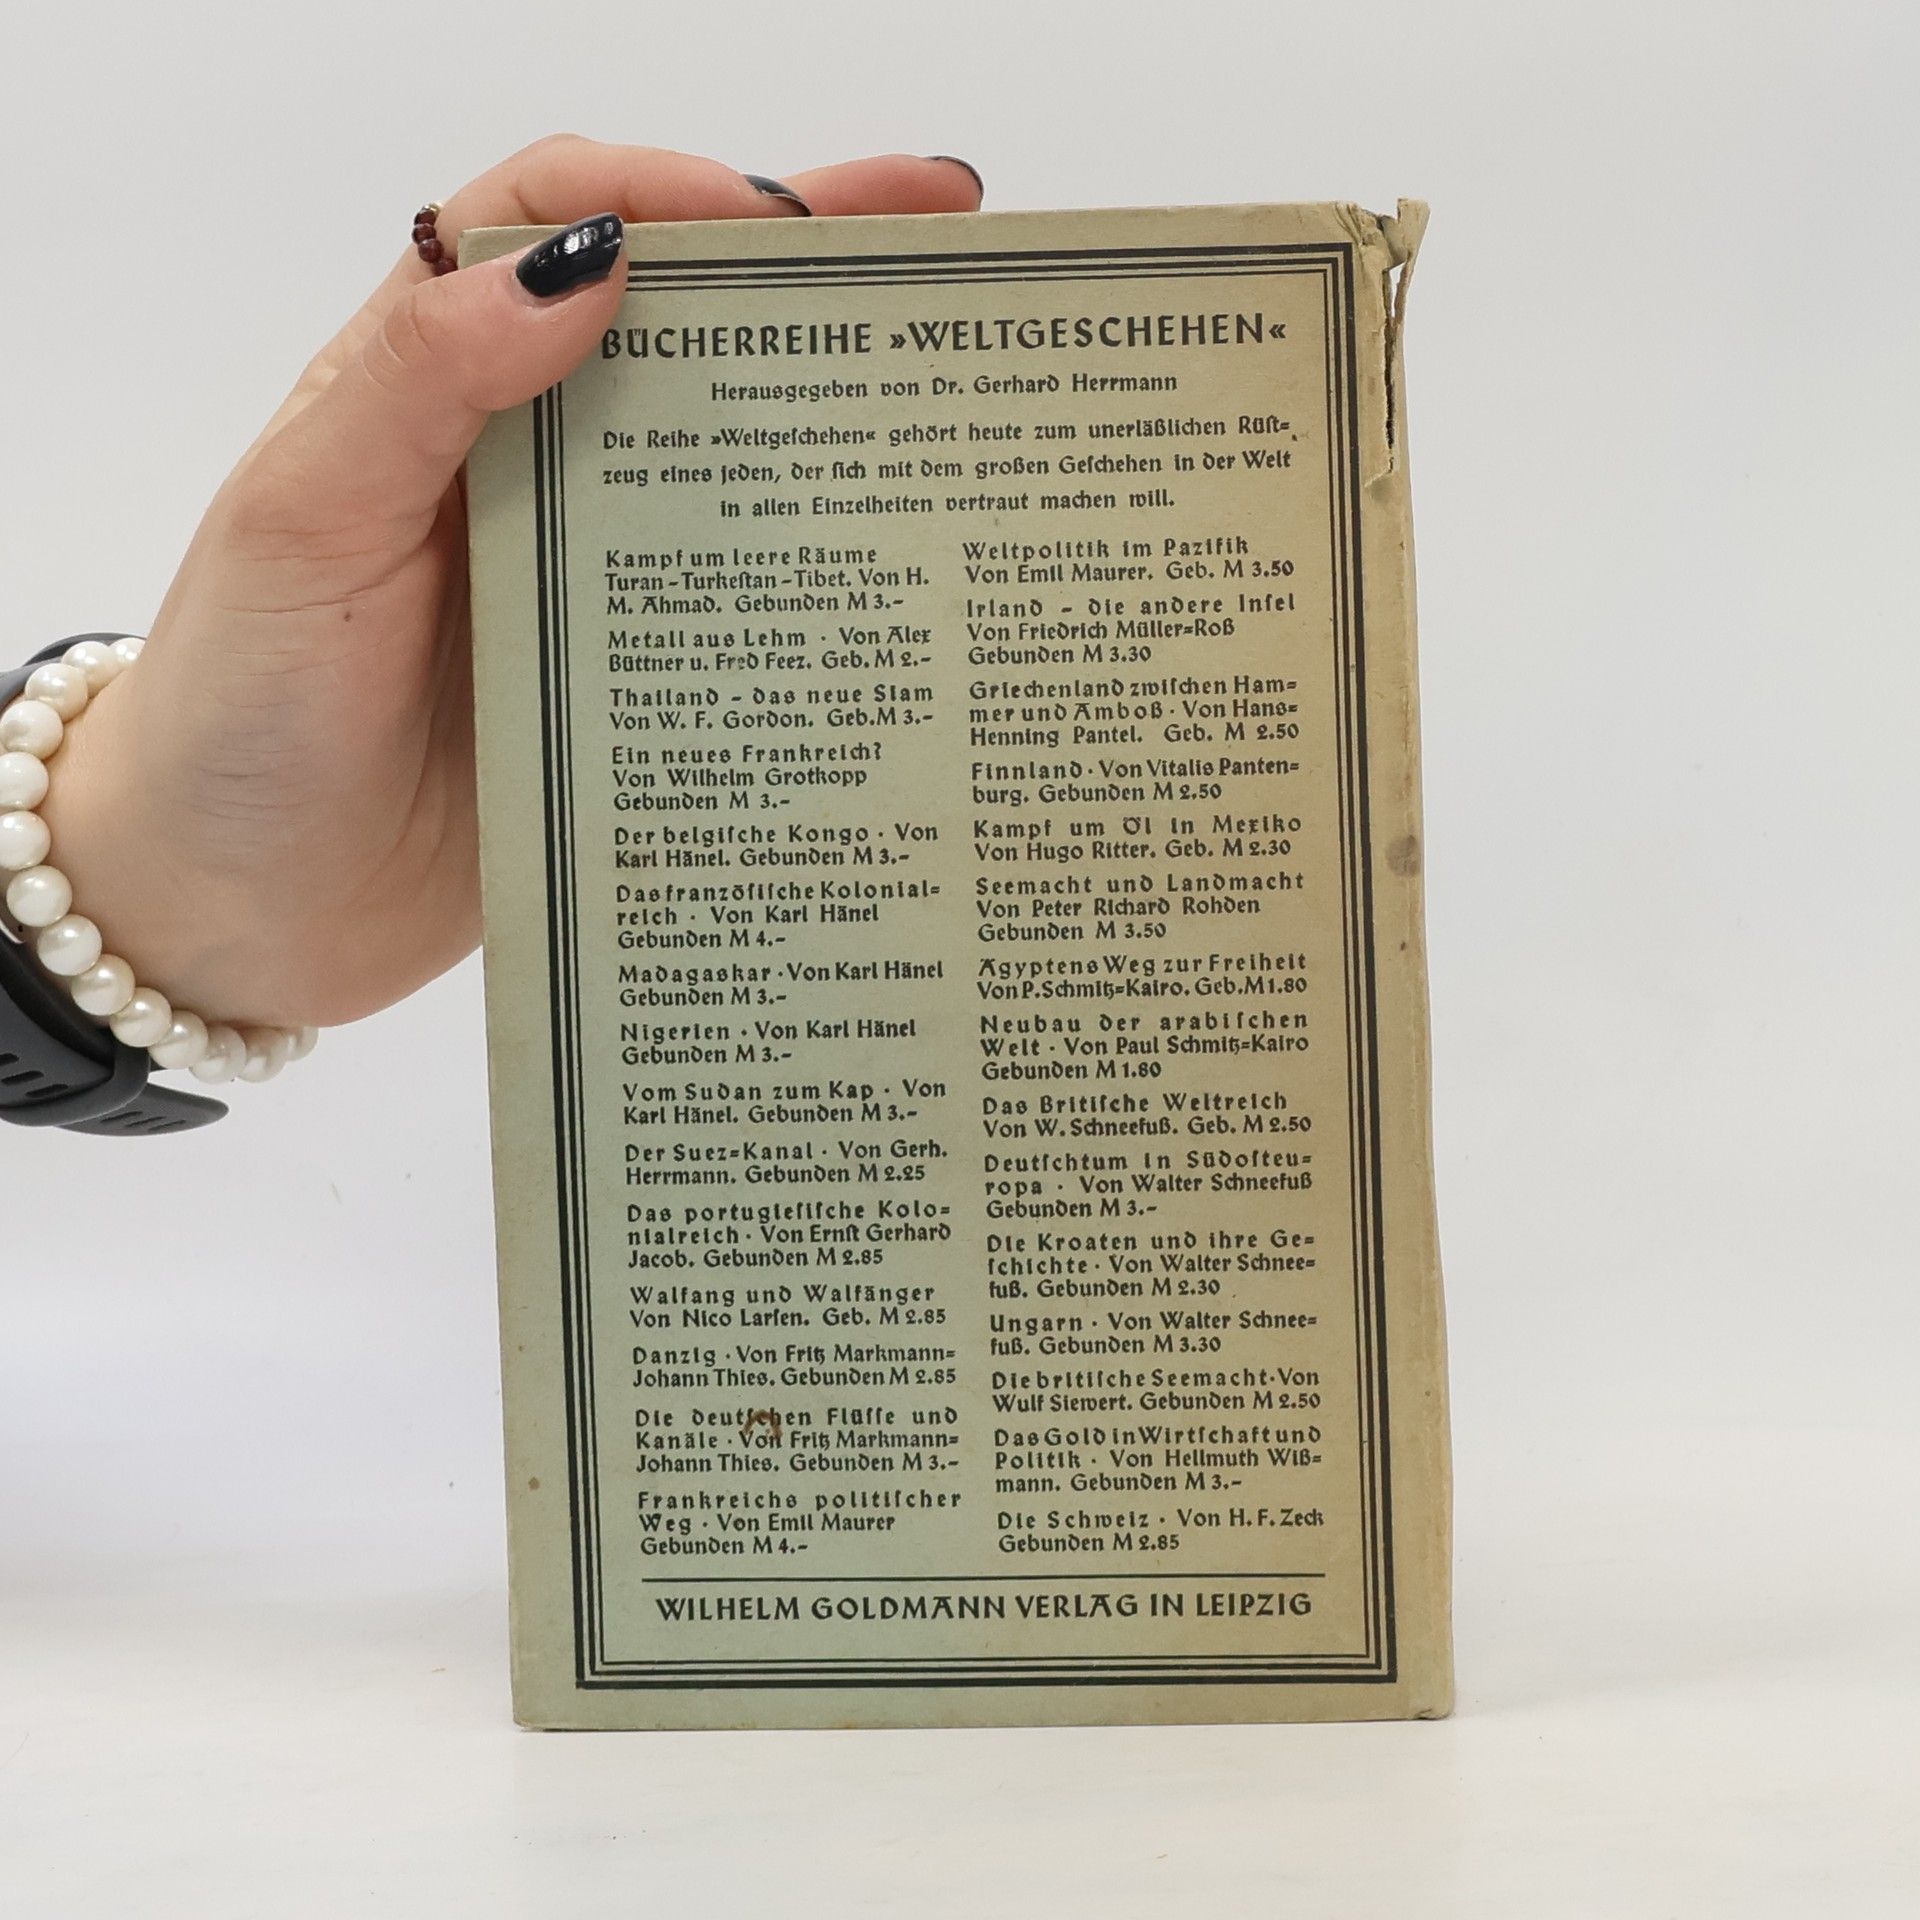 BÜCHERREIHE »WELTGESCHEHEN«
Herausgegeben von Dr. Gerhard Herrmann
Die Reihe »Weltgeſchehen« gehört heute zum unerläßlichen Rüſt=
zeug eines jeden, der ſich mit dem großen Geſchehen in der Welt
in allen Einzelheiten vertraut machen will.
Kampf um leere Räume
Turan-Turkeſtan-Tibet. Von H.
M. Ahmad. Gebunden M 3.-
Metall aus Lehm · Von Alex
Büttner u. Fred Feez. Geb. M 2.-
Thailand - das neue Siam
Von W. F. Gordon. Geb. M 3.-
Ein neues Frankreich?
Von Wilhelm Grotkopp
Gebunden M 3.-
Der belgiſche Kongo · Von
Karl Hänel. Gebunden M 3.-
Das franzöſiſche Kolonial=
reich · Von Karl Hänel
Gebunden M 4.-
Madagaskar · Von Karl Hänel
Gebunden M 3.-
Nigerien · Von Karl Hänel
Gebunden M 3.-
Vom Sudan zum Kap · Von
Karl Hänel. Gebunden M 3.-
Der Suez=Kanal · Von Gerh.
Herrmann. Gebunden M 2.25
Das portugieſiſche Kolo=
nialreich · Von Ernſt Gerhard
Jacob. Gebunden M 2.85
Walfang und Walfänger
Von Nico Larſen. Geb. M 2.85
Danzig · Von Fritz Markmann=
Johann Thies. Gebunden M 2.85
Die deutſchen Flüſſe und
Kanäle · Von Fritz Markmann=
Johann Thies. Gebunden M 3.-
Frankreichs politiſcher
Weg · Von Emil Maurer
Gebunden M 4.-
Weltpolitik im Pazifik
Von Emil Maurer. Geb. M 3.50
Irland - die andere Inſel
Von Friedrich Müller=Roß
Gebunden M 3.30
Griechenland zwiſchen Ham=
mer und Amboß · Von Hans=
Henning Pantel. Geb. M 2.50
Finnland · Von Vitalis Panten=
burg. Gebunden M 2.50
Kampf um Öl in Mexiko
Von Hugo Ritter. Geb. M 2.30
Seemacht und Landmacht
Von Peter Richard Rohden
Gebunden M 3.50
Ägyptens Weg zur Freiheit
Von P. Schmitz=Kairo. Geb. M 1.80
Neubau der arabiſchen
Welt · Von Paul Schmitz=Kairo
Gebunden M 1.80
Das Britiſche Weltreich
Von W. Schneefuß. Geb. M 2.50
Deutſchtum in Südoſteu=
ropa · Von Walter Schneefuß
Gebunden M 3.-
Die Kroaten und ihre Ge=
ſchichte · Von Walter Schnee=
fuß. Gebunden M 2.30
Ungarn · Von Walter Schnee=
fuß. Gebunden M 3.30
Die britiſche Seemacht · Von
Wulf Siewert. Gebunden M 2.50
Das Gold in Wirtſchaft und
Politik · Von Hellmuth Wiß=
mann. Gebunden M 3.-
Die Schweiz · Von H. F. Zeck
Gebunden M 2.85
WILHELM GOLDMANN VERLAG IN LEIPZIG